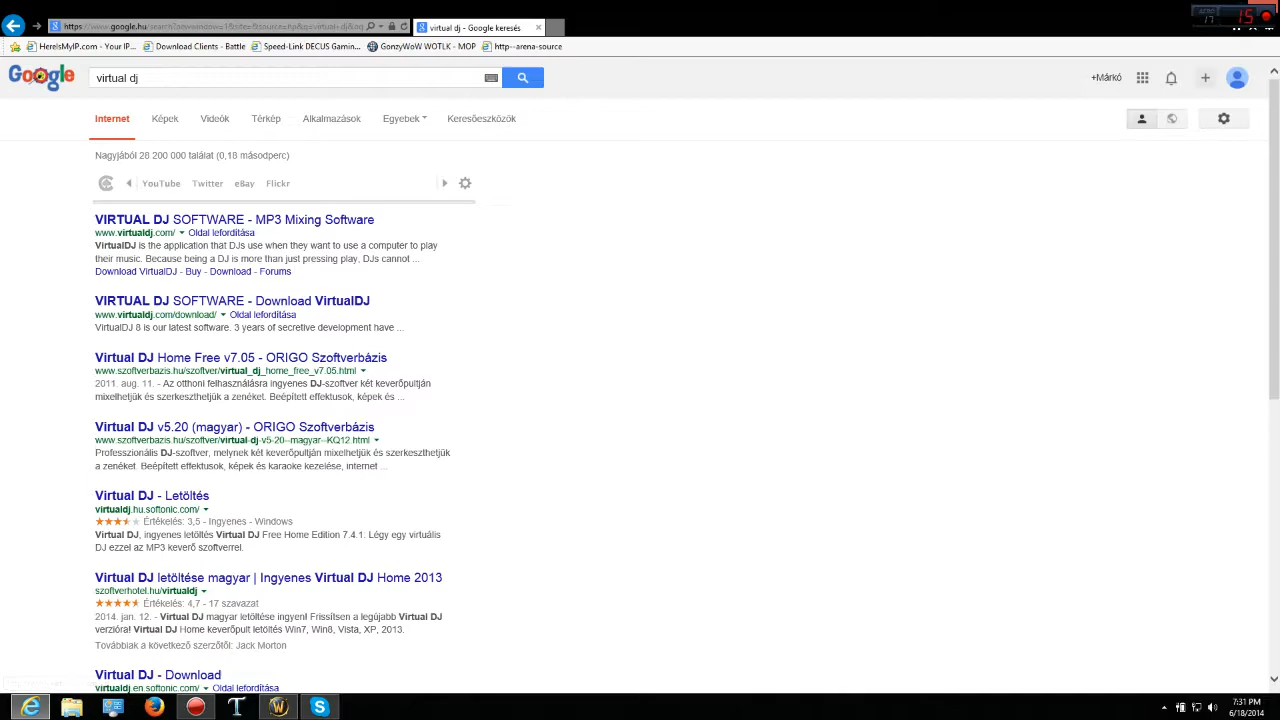 17 15
google.hu
virtual dj - Google keresés
HereIsMyIP.com - Your IP... Download Clients - Battle Speed-Link DECUS Gamin... GonzyWoW WOTLK - MOP http--arena-source
Google virtual dj +Márkó
Internet Képek Videók Térkép Alkalmazások Egyebek Keresőeszközök
Nagyjából 28 200 000 találat (0,18 másodperc)
YouTube Twitter eBay Flickr
VIRTUAL DJ SOFTWARE - MP3 Mixing Software
www.virtualdj.com/ Oldal lefordítása
VirtualDJ is the application that DJs use when they want to use a computer to play
their music. Because being a DJ is more than just pressing play, DJs cannot ...
Download VirtualDJ - Buy - Download - Forums
VIRTUAL DJ SOFTWARE - Download VirtualDJ
www.virtualdj.com/download/ Oldal lefordítása
VirtualDJ 8 is our latest software. 3 years of secretive development have ...
Virtual DJ Home Free v7.05 - ORIGO Szoftverbázis
www.szoftverbazis.hu/szoftver/virtual_dj_home_free_v7.05.html
2011. aug. 11. - Az otthoni felhasználásra ingyenes DJ-szoftver két keverőpultján
mixelhetjük és szerkeszthetjük a zenéket. Beépített effektusok, képek és ...
Virtual DJ v5.20 (magyar) - ORIGO Szoftverbázis
www.szoftverbazis.hu/szoftver/virtual-dj-v5-20--magyar--KQ12.html
Professzionális DJ-szoftver, melynek két keverőpultján mixelhetjük és szerkeszthetjük
a zenéket. Beépített effektusok, képek és karaoke kezelése, internet ...
Virtual DJ - Letöltés
virtualdj.hu.softonic.com/
Értékelés: 3,5 - Ingyenes - Windows
Virtual DJ, ingyenes letöltés Virtual DJ Free Home Edition 7.4.1. Légy egy virtuális
DJ ezzel az MP3 keverő szoftverrel.
Virtual DJ letöltése magyar | Ingyenes Virtual DJ Home 2013
szoftverhotel.hu/virtualdj
Értékelés: 4,7 - 17 szavazat
2014. jan. 12. - Virtual DJ magyar letöltése ingyen! Frissítsen a legújabb Virtual DJ
verzióra! Virtual DJ Home keverőpult letöltés Win7, Win8, Vista, XP, 2013.
Továbbiak a következő szerzőtől: Jack Morton
Virtual DJ - Download
virtualdj.en.softonic.com/ Oldal lefordítása
7:31 PM
6/18/2014